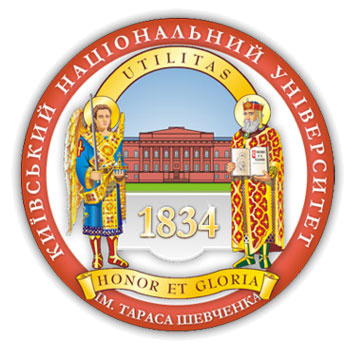 КИЇВСЬКИЙ НАЦІОНАЛЬНИЙ УНІВЕРСИТЕТ
UTILITAS
1834
HONOR ET GLORIA
ІМ. ТАРАСА ШЕВЧЕНКА